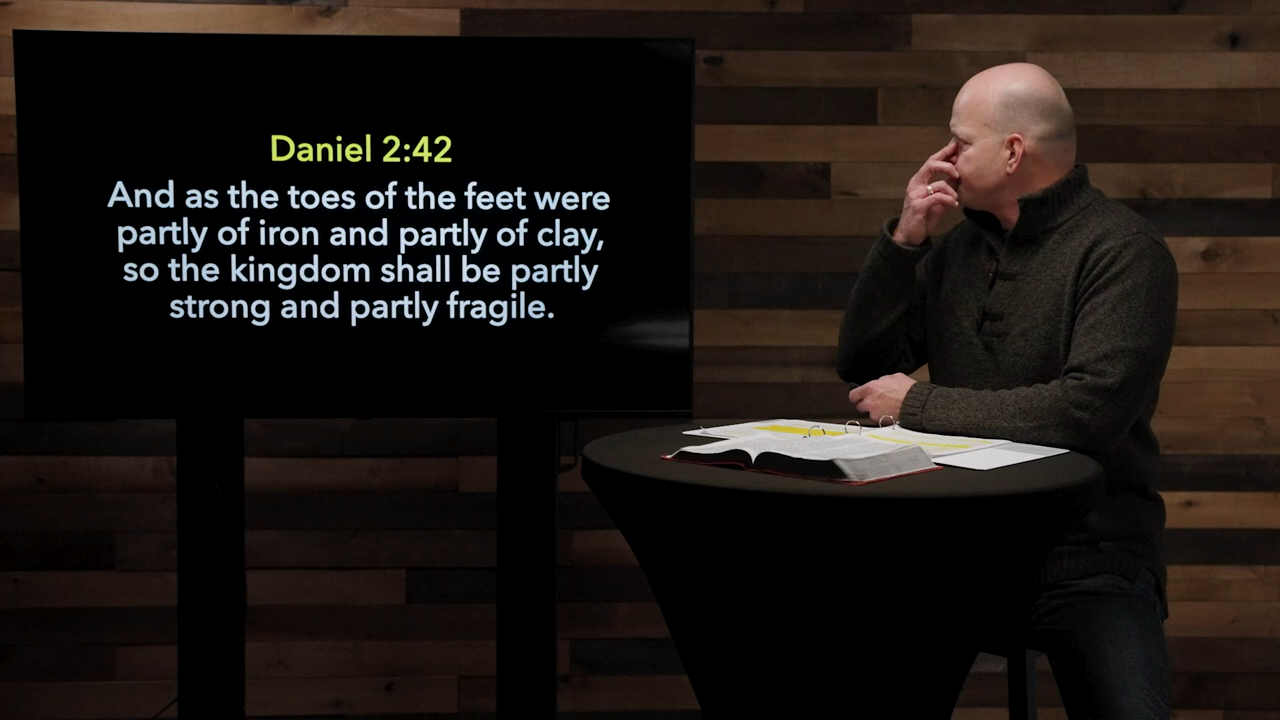 Daniel 2:42
And as the toes of the feet were
partly of iron and partly of clay,
so the kingdom shall be partly
strong and partly fragile.